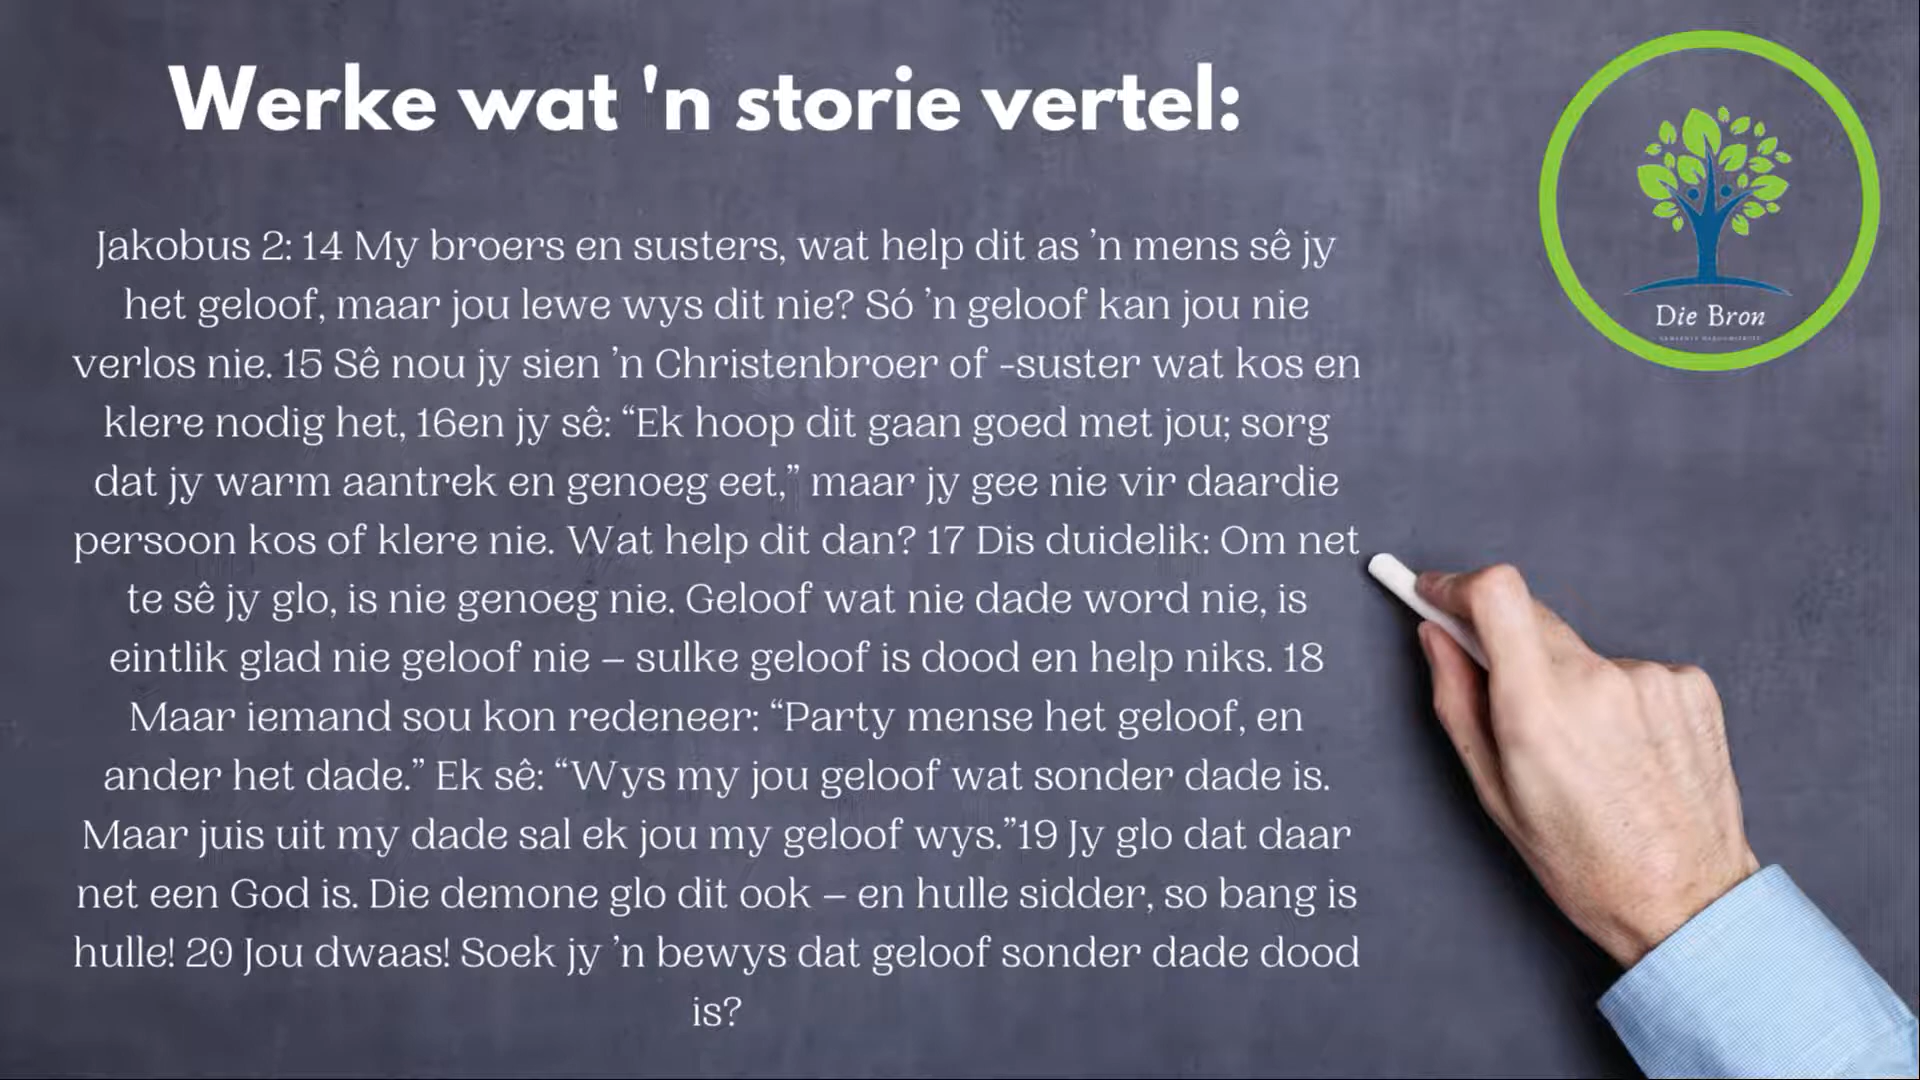 Werke wat 'n storie vertel:
Jakobus 2: 14 My broers en susters, wat help dit as ’n mens sê jy
het geloof, maar jou lewe wys dit nie? Só ’n geloof kan jou nie
verlos nie. 15 Sê nou jy sien ’n Christenbroer of -suster wat kos en
klere nodig het, 16en jy sê: “Ek hoop dit gaan goed met jou; sorg
dat jy warm aantrek en genoeg eet,” maar jy gee nie vir daardie
persoon kos of klere nie. Wat help dit dan? 17 Dis duidelik: Om net
te sê jy glo, is nie genoeg nie. Geloof wat nie dade word nie, is
eintlik glad nie geloof nie – sulke geloof is dood en help niks. 18
Maar iemand sou kon redeneer: “Party mense het geloof, en
ander het dade.” Ek sê: “Wys my jou geloof wat sonder dade is.
Maar juis uit my dade sal ek jou my geloof wys.”19 Jy glo dat daar
net een God is. Die demone glo dit ook – en hulle sidder, so bang is
hulle! 20 Jou dwaas! Soek jy ’n bewys dat geloof sonder dade dood
is?
Die Bron